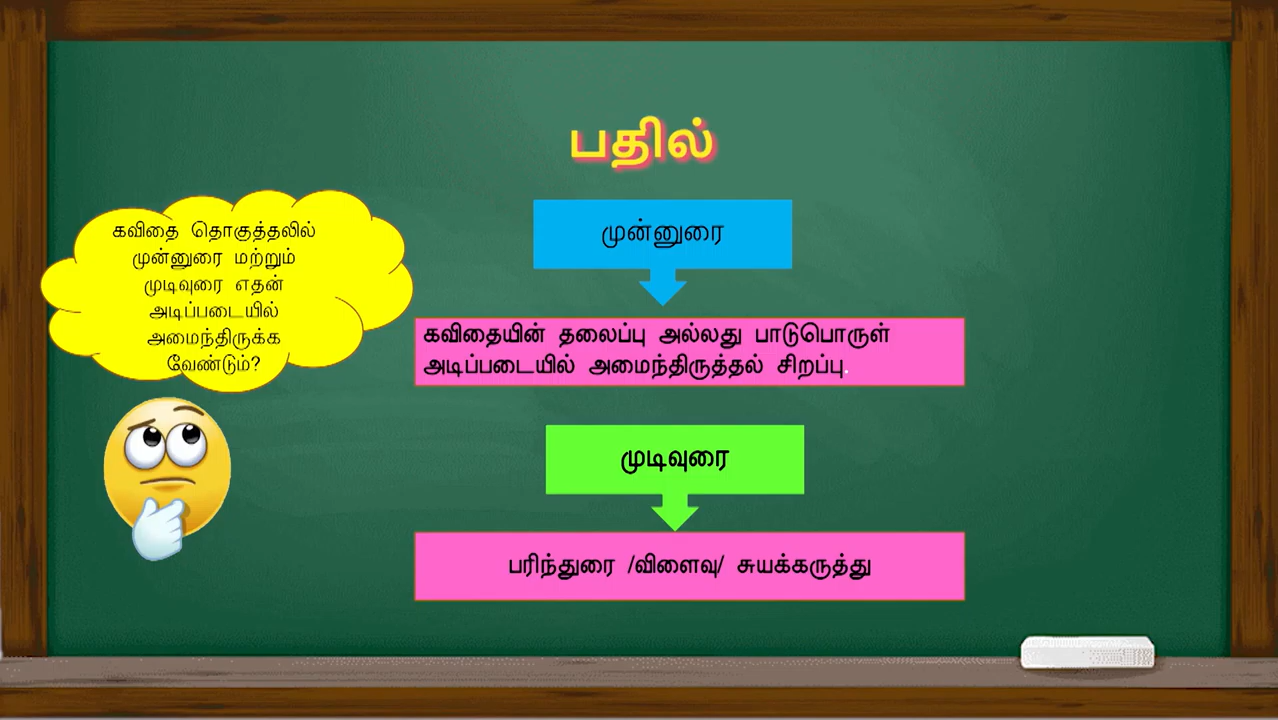 பதில்
கவிதை தொகுத்தலில்
முன்னுரை மற்றும்
முடிவுரை எதன்
அடிப்படையில்
அமைந்திருக்க
வேண்டும்?
முன்னுரை
கவிதையின் தலைப்பு அல்லது பாடுபொருள்
அடிப்படையில் அமைந்திருத்தல் சிறப்பு.
முடிவுரை
பரிந்துரை /விளைவு/ சுயக்கருத்து